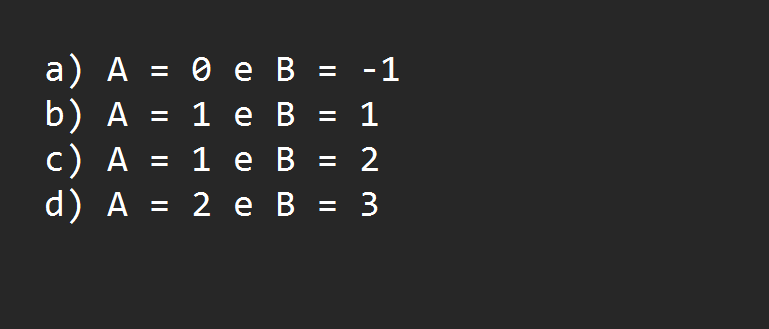 a) A = 0 e B = -1
b) A = 1 e B = 1
c) A = 1 e B = 2
d) A = 2 e B = 3